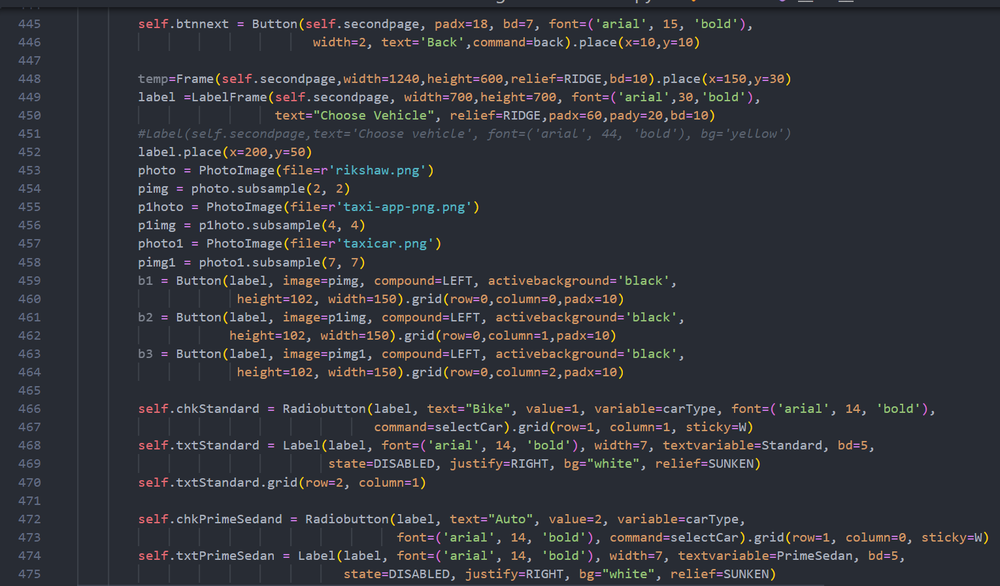 445 self.btnnext = Button(self.secondpage, padx=18, bd=7, font=('arial', 15, 'bold'),
446 width=2, text='Back',command=back).place(x=10,y=10)
447
448 temp=Frame(self.secondpage,width=1240,height=600,relief=RIDGE,bd=10).place(x=150,y=30)
449 label =LabelFrame(self.secondpage, width=700,height=700, font=('arial',30,'bold'),
450 text="Choose Vehicle", relief=RIDGE,padx=60,pady=20,bd=10)
451 #Label(self.secondpage,text='Choose vehicle', font=('arial', 44, 'bold'), bg='yellow')
452 label.place(x=200,y=50)
453 photo = PhotoImage(file=r'rikshaw.png')
454 pimg = photo.subsample(2, 2)
455 p1hoto = PhotoImage(file=r'taxi-app-png.png')
456 p1img = p1hoto.subsample(4, 4)
457 photo1 = PhotoImage(file=r'taxicar.png')
458 pimg1 = photo1.subsample(7, 7)
459 b1 = Button(label, image=pimg, compound=LEFT, activebackground='black',
460 height=102, width=150).grid(row=0,column=0,padx=10)
461 b2 = Button(label, image=p1img, compound=LEFT, activebackground='black',
462 height=102, width=150).grid(row=0,column=1,padx=10)
463 b3 = Button(label, image=pimg1, compound=LEFT, activebackground='black',
464 height=102, width=150).grid(row=0,column=2,padx=10)
465
466 self.chkStandard = Radiobutton(label, text="Bike", value=1, variable=carType, font=('arial', 14, 'bold'),
467 command=selectCar).grid(row=1, column=1, sticky=W)
468 self.txtStandard = Label(label, font=('arial', 14, 'bold'), width=7, textvariable=Standard, bd=5,
469 state=DISABLED, justify=RIGHT, bg="white", relief=SUNKEN)
470 self.txtStandard.grid(row=2, column=1)
471
472 self.chkPrimeSedand = Radiobutton(label, text="Auto", value=2, variable=carType,
473 font=('arial', 14, 'bold'), command=selectCar).grid(row=1, column=0, sticky=W)
474 self.txtPrimeSedan = Label(label, font=('arial', 14, 'bold'), width=7, textvariable=PrimeSedan, bd=5,
475 state=DISABLED, justify=RIGHT, bg="white", relief=SUNKEN)